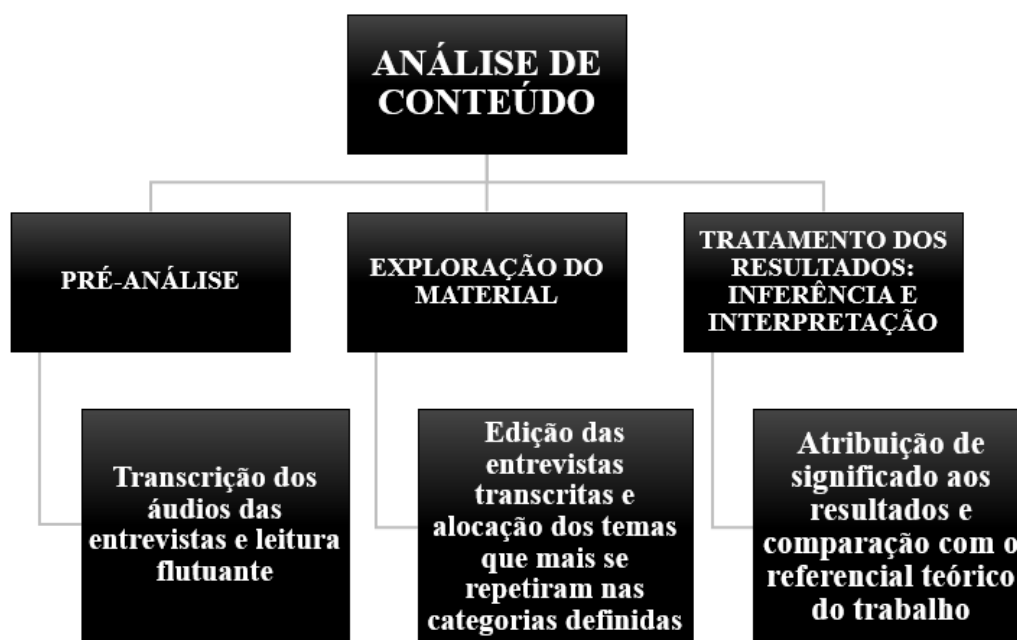 ANÁLISE DE
CONTEÚDO
PRÉ-ANÁLISE
EXPLORAÇÃO DO
MATERIAL
TRATAMENTO DOS
RESULTADOS:
INFERÊNCIA E
INTERPRETAÇÃO
Transcrição dos
áudios das
entrevistas e leitura
flutuante
Edição das
entrevistas
transcritas e
alocação dos temas
que mais se
repetiram nas
categorias definidas
Atribuição de
significado aos
resultados e
comparação com o
referencial teórico
do trabalho